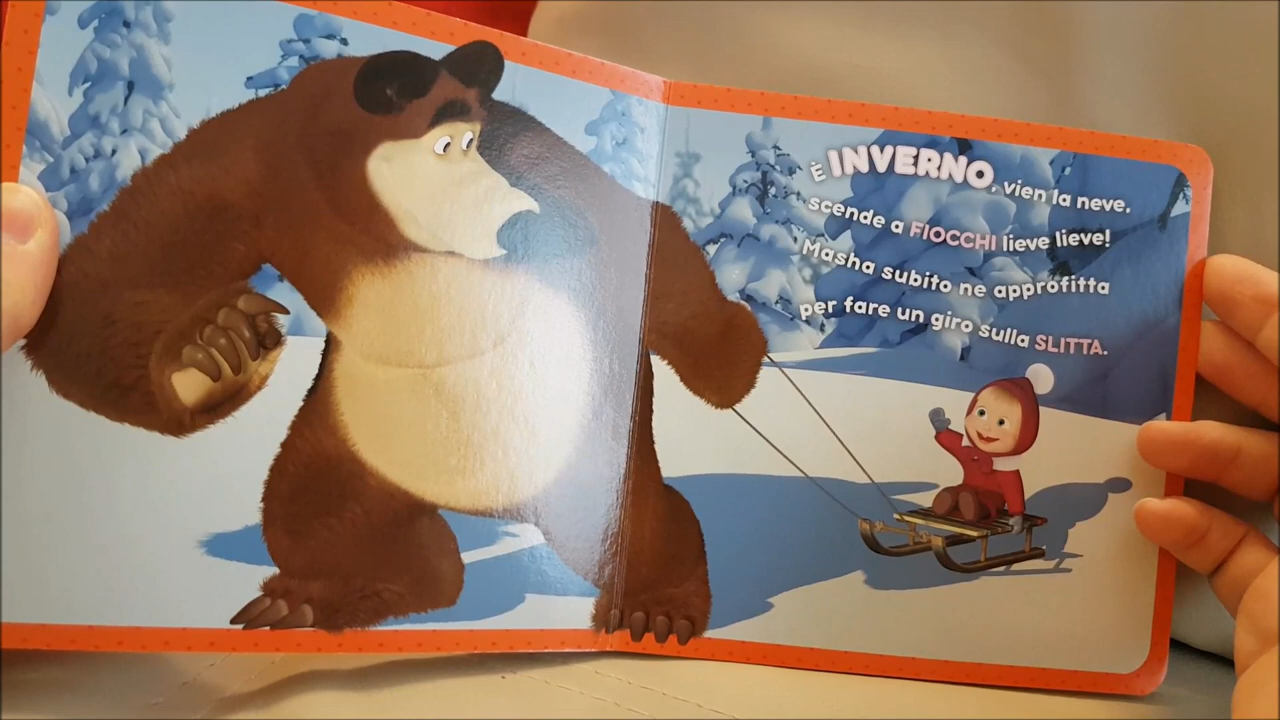 È INVERNO, vien la neve.
scende a FIOCCHI lieve lieve!
Masha subito ne approfitta
per fare un giro sulla SLITTA.